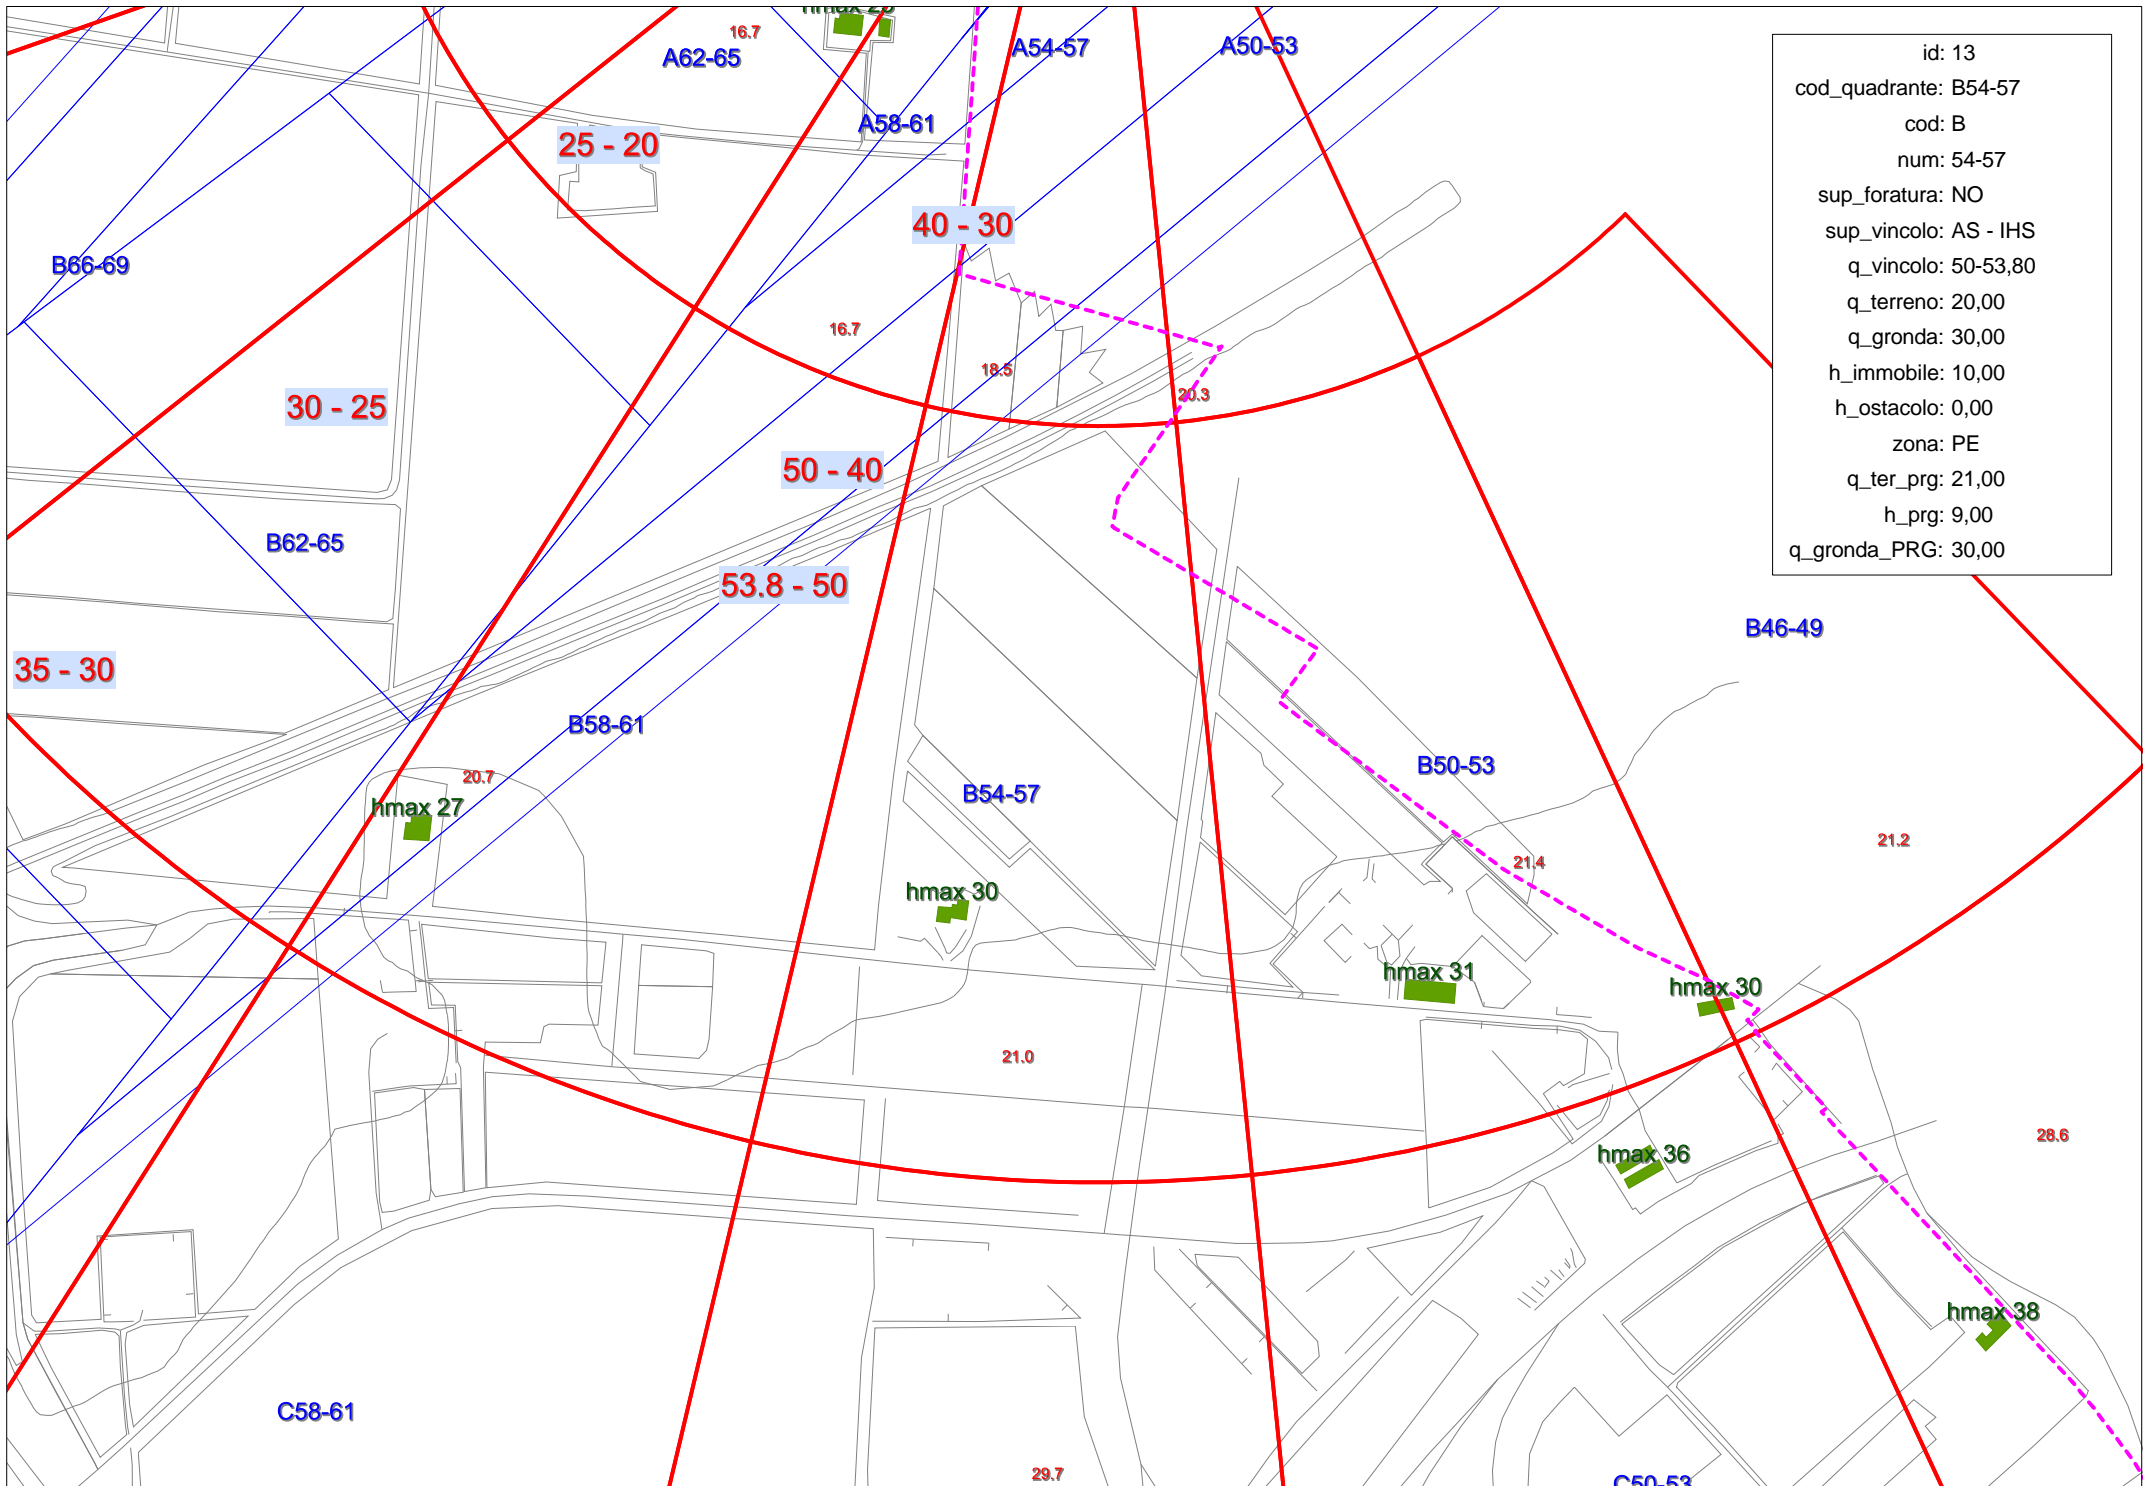 hmax 28
16.7
A62-65
A54-57
A50-53
id: 13
cod_quadrante: B54-57
cod: B
num: 54-57
sup_foratura: NO
sup_vincolo: AS - IHS
q_vincolo: 50-53,80
q_terreno: 20,00
q_gronda: 30,00
h_immobile: 10,00
h_ostacolo: 0,00
zona: PE
q_ter_prg: 21,00
h_prg: 9,00
q_gronda_PRG: 30,00
A58-61
25 - 20
40 - 30
B66-69
16.7
18.5
20.3
30 - 25
50 - 40
B62-65
53.8 - 50
B46-49
35 - 30
B58-61
B50-53
20.7
B54-57
hmax 27
21.2
21.4
hmax 30
hmax 31
hmax 30
21.0
28.6
hmax 36
hmax 38
C58-61
29.7
C50-53